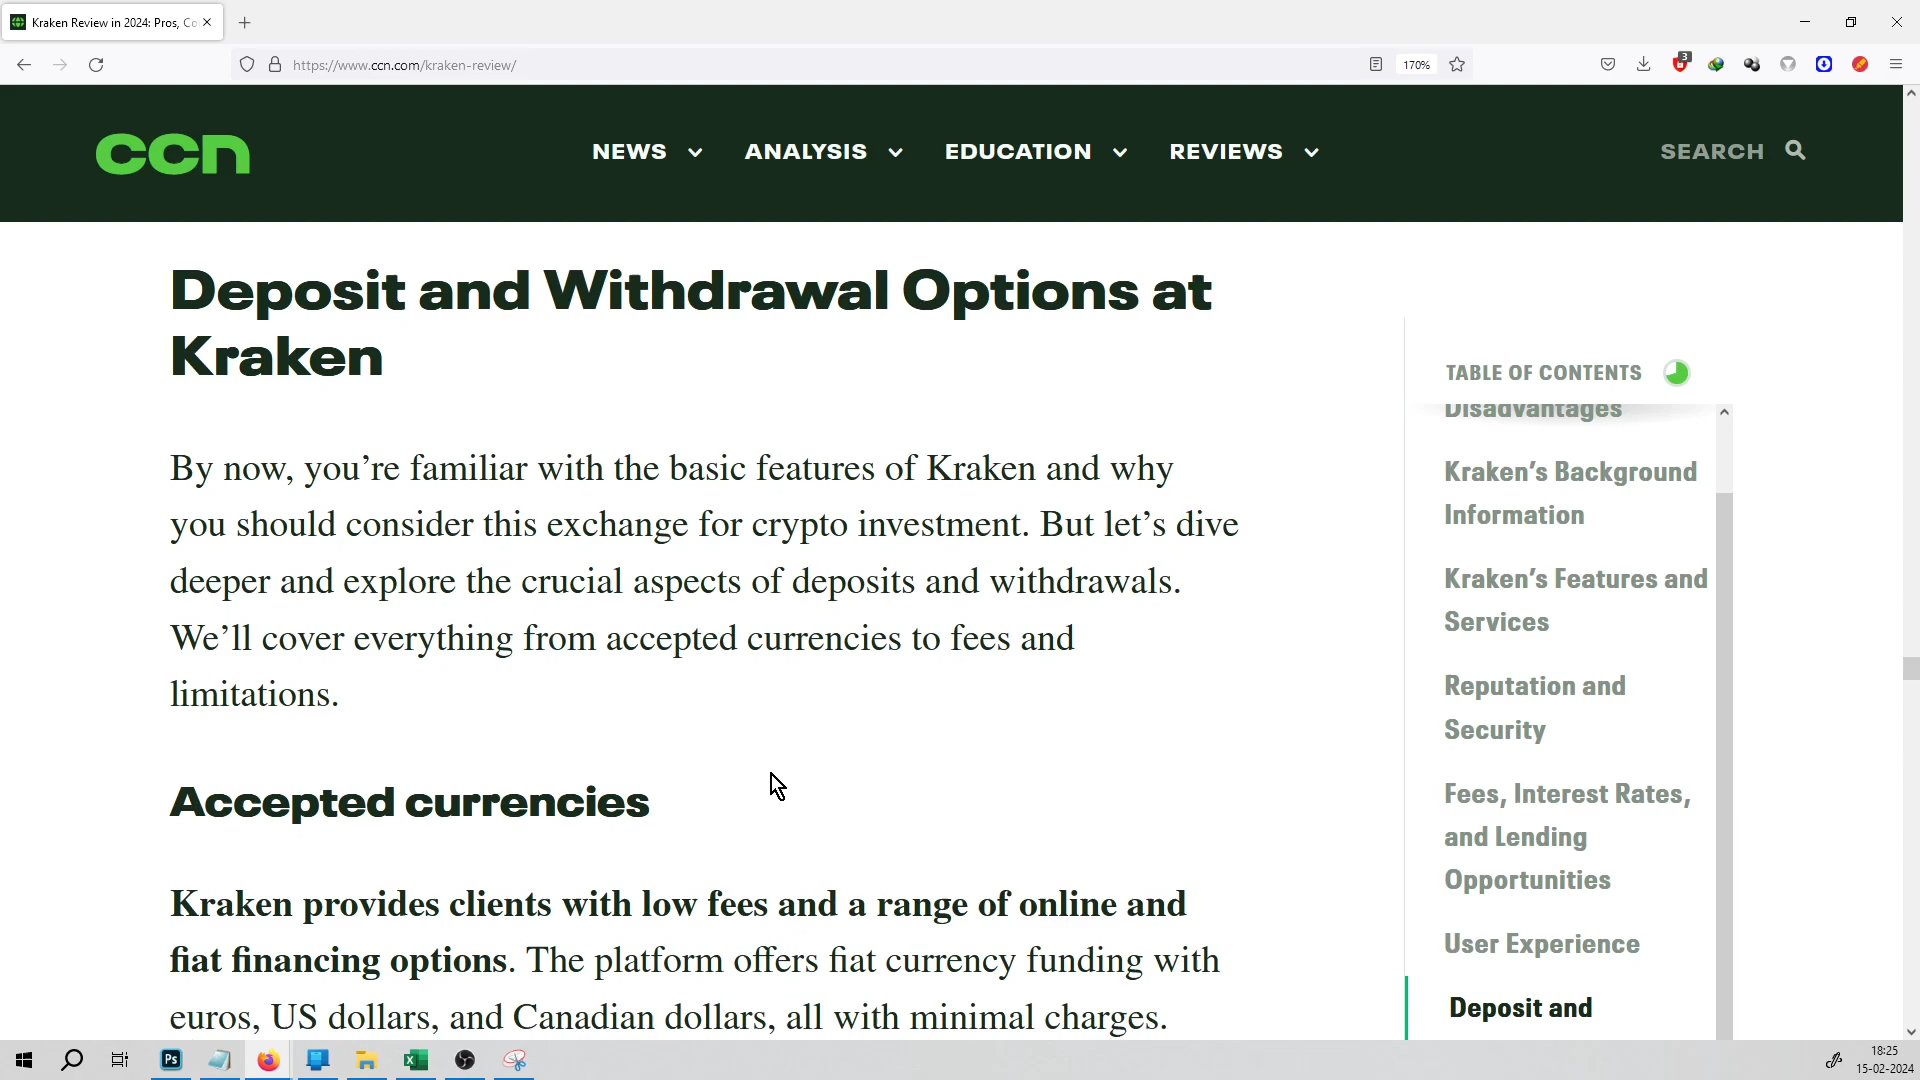 Kraken Review in 2024: Pros, Co
https://www.ccn.com/kraken-review/
170%
3
ccn
NEWS
ANALYSIS
EDUCATION
REVIEWS
SEARCH
Deposit and Withdrawal Options at
Kraken
By now, you’re familiar with the basic features of Kraken and why
you should consider this exchange for crypto investment. But let’s dive
deeper and explore the crucial aspects of deposits and withdrawals.
We’ll cover everything from accepted currencies to fees and
limitations.
Accepted currencies
Kraken provides clients with low fees and a range of online and
fiat financing options. The platform offers fiat currency funding with
euros, US dollars, and Canadian dollars, all with minimal charges.
TABLE OF CONTENTS
Disadvantages
Kraken’s Background
Information
Kraken’s Features and
Services
Reputation and
Security
Fees, Interest Rates,
and Lending
Opportunities
User Experience
Deposit and
Ps
18:25
15-02-2024